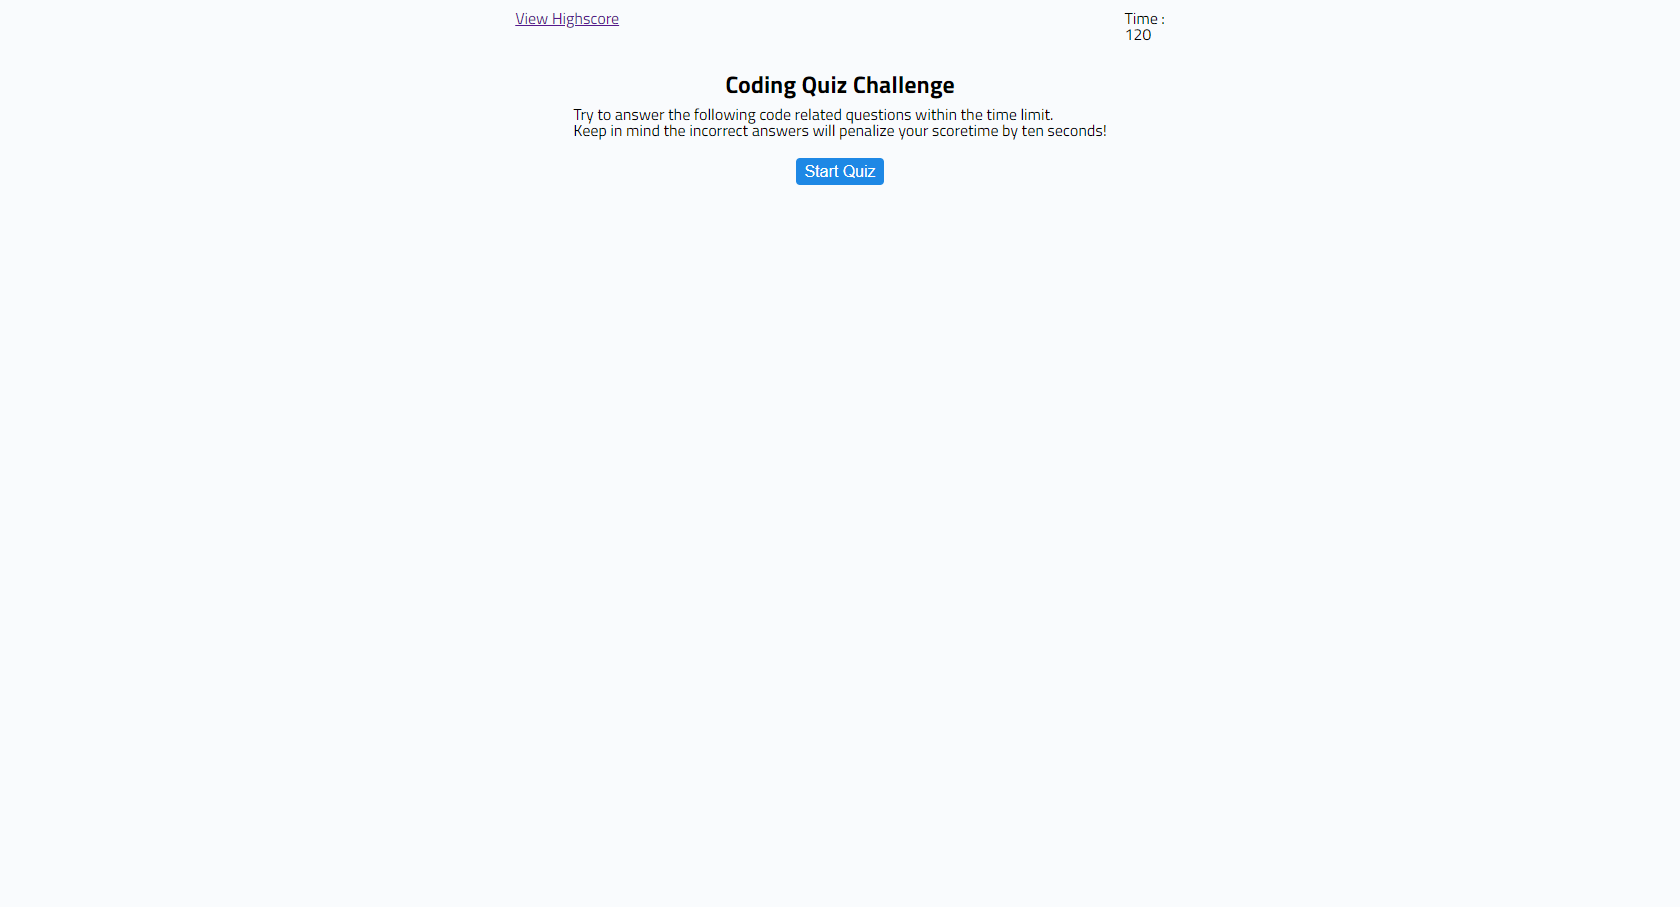 View Highscore
Time :
120
Coding Quiz Challenge
Try to answer the following code related questions within the time limit.
Keep in mind the incorrect answers will penalize your scoretime by ten seconds!
Start Quiz